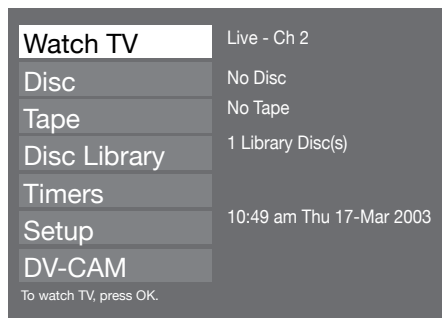 Watch TV
Live - Ch 2
Disc
No Disc
Tape
No Tape
Disc Library
1 Library Disc(s)
Timers
Setup
10:49 am Thu 17-Mar 2003
DV-CAM
To watch TV, press OK.